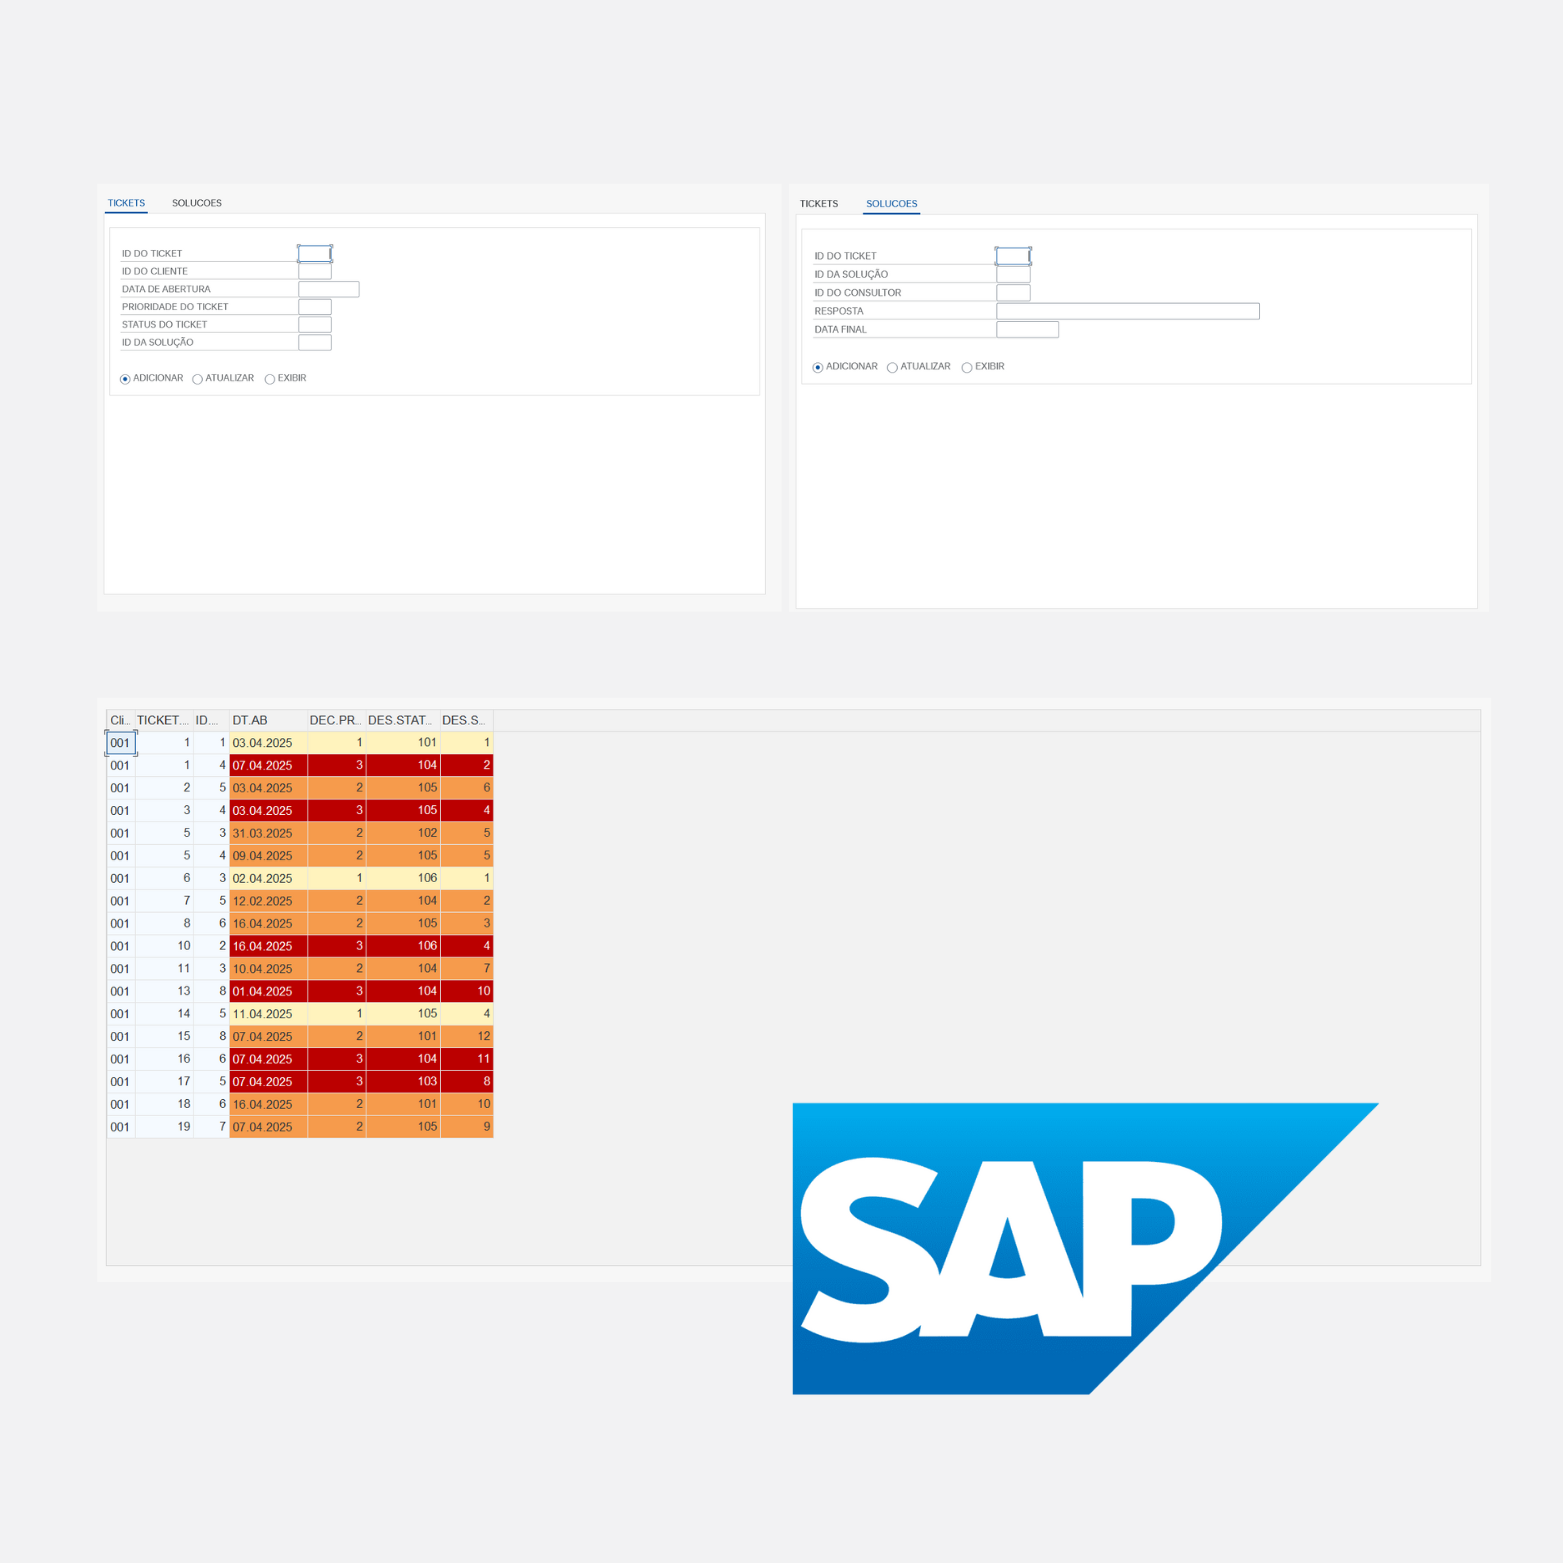 TICKETS SOLUCOES
ID DO TICKET
ID DO CLIENTE
DATA DE ABERTURA
PRIORIDADE DO TICKET
STATUS DO TICKET
ID DA SOLUÇÃO
ADICIONAR ATUALIZAR EXIBIR
TICKETS SOLUCOES
ID DO TICKET
ID DA SOLUÇÃO
ID DO CONSULTOR
RESPOSTA
DATA FINAL
ADICIONAR ATUALIZAR EXIBIR
Cli... TICKET.... ID.... DT.AB DEC.PR... DES.STAT... DES.S...
001 1 1 03.04.2025 1 101 1
001 1 4 07.04.2025 3 104 2
001 2 5 03.04.2025 2 105 6
001 3 4 03.04.2025 3 105 4
001 5 3 31.03.2025 2 102 5
001 5 4 09.04.2025 2 105 5
001 6 3 02.04.2025 1 106 1
001 7 5 12.02.2025 2 104 2
001 8 6 16.04.2025 2 105 3
001 10 2 16.04.2025 3 106 4
001 11 3 10.04.2025 2 104 7
001 13 8 01.04.2025 3 104 10
001 14 5 11.04.2025 1 105 4
001 15 8 07.04.2025 2 101 12
001 16 6 07.04.2025 3 104 11
001 17 5 07.04.2025 3 103 8
001 18 6 16.04.2025 2 101 10
001 19 7 07.04.2025 2 105 9
SAP